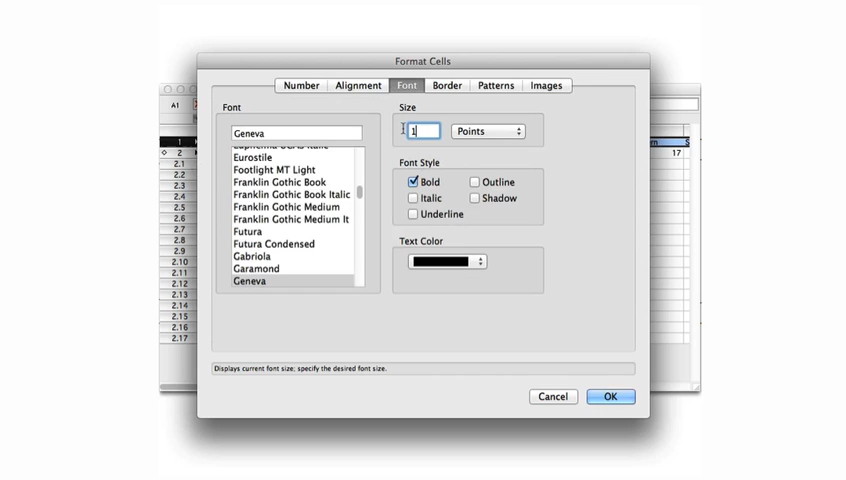 Format Cells
Number Alignment Font Border Patterns Images
A1
Font
Size
Geneva
1 Points
Eurostile
Footlight MT Light
Franklin Gothic Book
Franklin Gothic Book Italic
Franklin Gothic Medium
Franklin Gothic Medium It
Futura
Futura Condensed
Gabriola
Garamond
Geneva
Font Style
Bold Outline
Italic Shadow
Underline
Text Color
1
2
2.1
2.2
2.3
2.4
2.5
2.6
2.7
2.8
2.9
2.10
2.11
2.12
2.13
2.14
2.15
2.16
2.17
17
Displays current font size; specify the desired font size.
Cancel OK